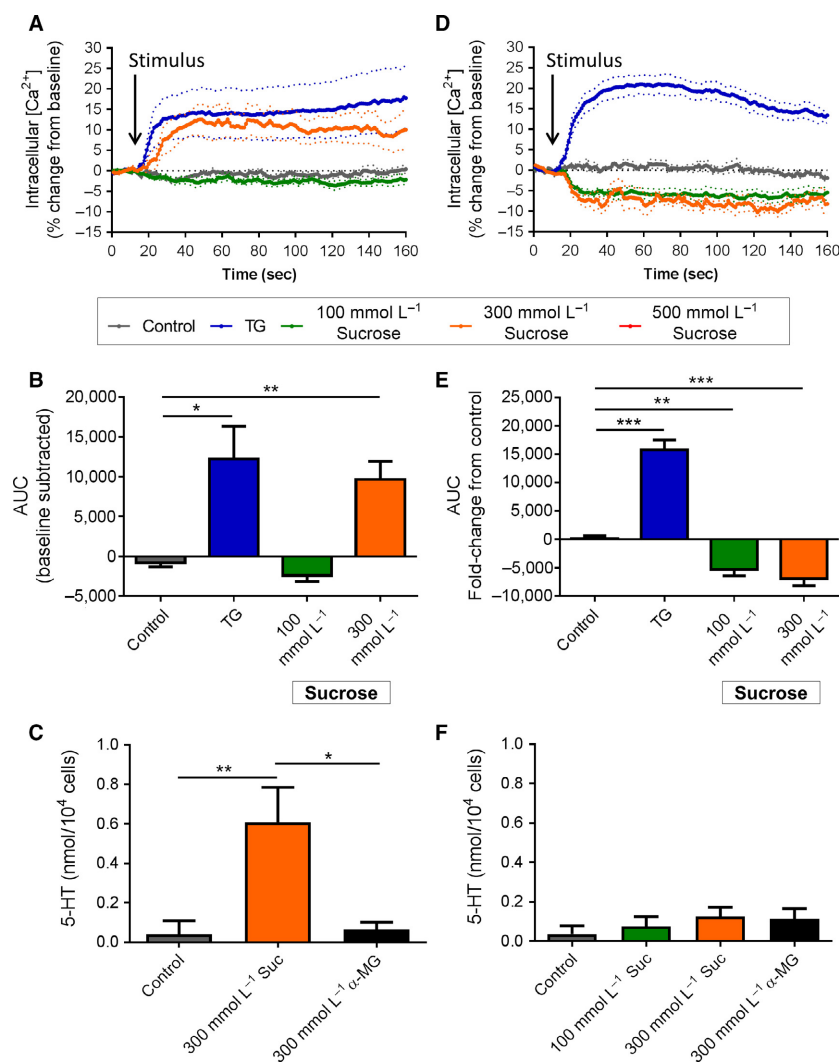 A
Stimulus
Intracellular [Ca²⁺]
(% change from baseline)
30
25
20
15
10
5
0
−5
−10
−15
0 20 40 60 80 100 120 140 160
Time (sec)
D
Stimulus
Intracellular [Ca²⁺]
(% change from baseline)
30
25
20
15
10
5
0
−5
−10
−15
0 20 40 60 80 100 120 140 160
Time (sec)
Control
TG
100 mmol L⁻¹
Sucrose
300 mmol L⁻¹
Sucrose
500 mmol L⁻¹
Sucrose
B
AUC
(baseline subtracted)
20,000
15,000
10,000
5,000
0
−5,000
**
*
Control
TG
100
mmol L⁻¹
300
mmol L⁻¹
Sucrose
E
AUC
Fold-change from control
25,000
20,000
15,000
10,000
5,000
0
−5,000
−10,000
***
**
***
Control
TG
100
mmol L⁻¹
300
mmol L⁻¹
Sucrose
C
5-HT (nmol/10⁴ cells)
1.0
0.8
0.6
0.4
0.2
0.0
**
*
Control
300 mmol L⁻¹ Suc
300 mmol L⁻¹ α-MG
F
5-HT (nmol/10⁴ cells)
1.0
0.8
0.6
0.4
0.2
0.0
Control
100 mmol L⁻¹ Suc
300 mmol L⁻¹ Suc
300 mmol L⁻¹ α-MG